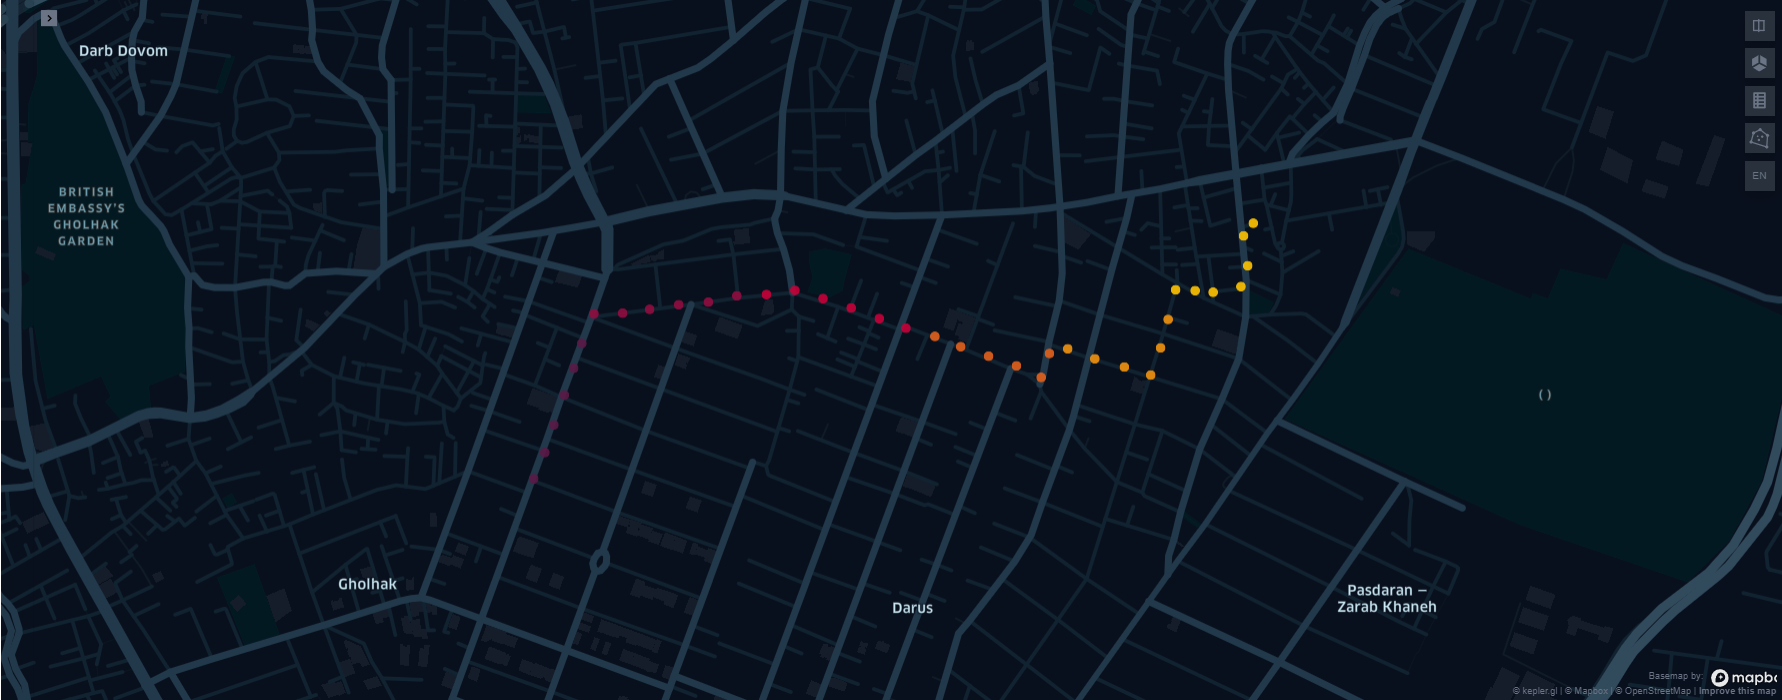 Darb Dovom
BRITISH
EMBASSY'S
GHOLHAK
GARDEN
EN
( )
Gholhak
Darus
Pasdaran –
Zarab Khaneh
Basemap by:
mapbo
© kepler.gl | © Mapbox | © OpenStreetMap | Improve this map